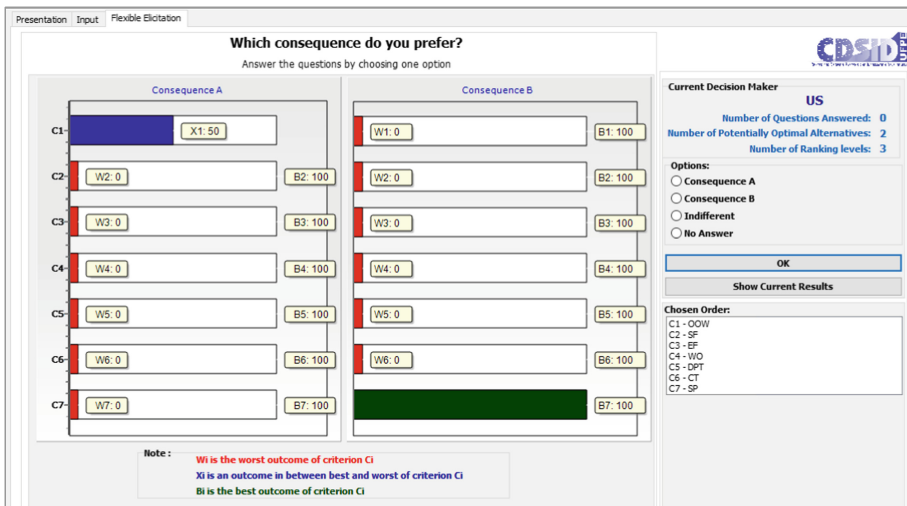 Presentation Input Flexible Elicitation
Which consequence do you prefer?
Answer the questions by choosing one option
CDSID UFPE
Consequence A
Consequence B
C1 X1: 50 W1: 0 B1: 100
C2 W2: 0 B2: 100 W2: 0 B2: 100
C3 W3: 0 B3: 100 W3: 0 B3: 100
C4 W4: 0 B4: 100 W4: 0 B4: 100
C5 W5: 0 B5: 100 W5: 0 B5: 100
C6 W6: 0 B6: 100 W6: 0 B6: 100
C7 W7: 0 B7: 100 B7: 100
Note :
Wi is the worst outcome of criterion Ci
Xi is an outcome in between best and worst of criterion Ci
Bi is the best outcome of criterion Ci
Current Decision Maker
US
Number of Questions Answered: 0
Number of Potentially Optimal Alternatives: 2
Number of Ranking levels: 3
Options:
Consequence A
Consequence B
Indifferent
No Answer
OK
Show Current Results
Chosen Order:
C1 - OOW
C2 - SF
C3 - EF
C4 - WO
C5 - DPT
C6 - CT
C7 - SP